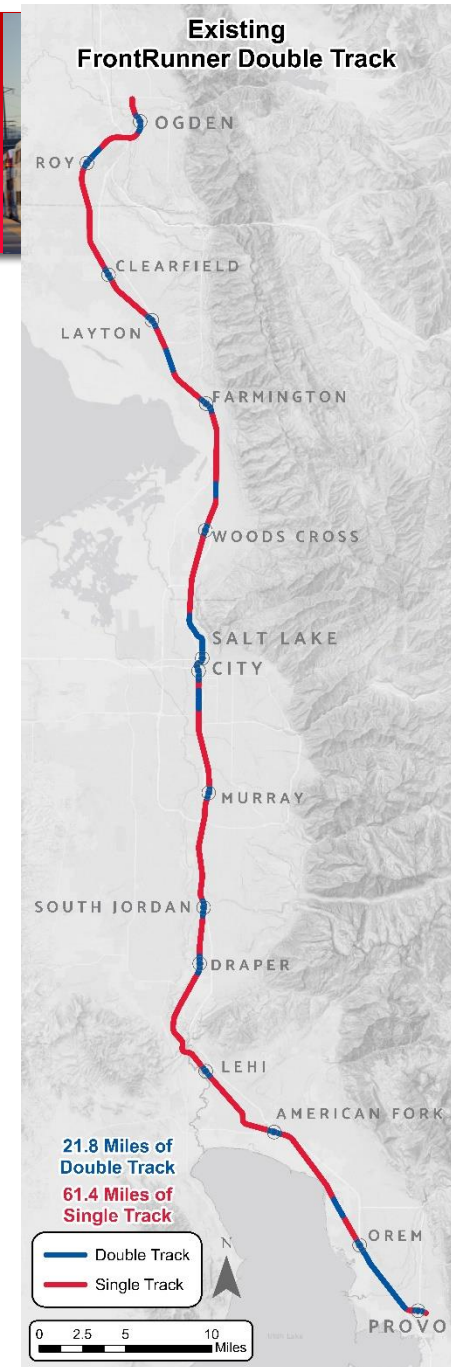 Existing
FrontRunner Double Track
OGDEN
ROY
CLEARFIELD
LAYTON
FARMINGTON
WOODS CROSS
SALT LAKE
CITY
MURRAY
SOUTH JORDAN
DRAPER
LEHI
AMERICAN FORK
21.8 Miles of
Double Track
61.4 Miles of
Single Track
OREM
PROVO
Double Track
Single Track
N
0 2.5 5 10
Miles